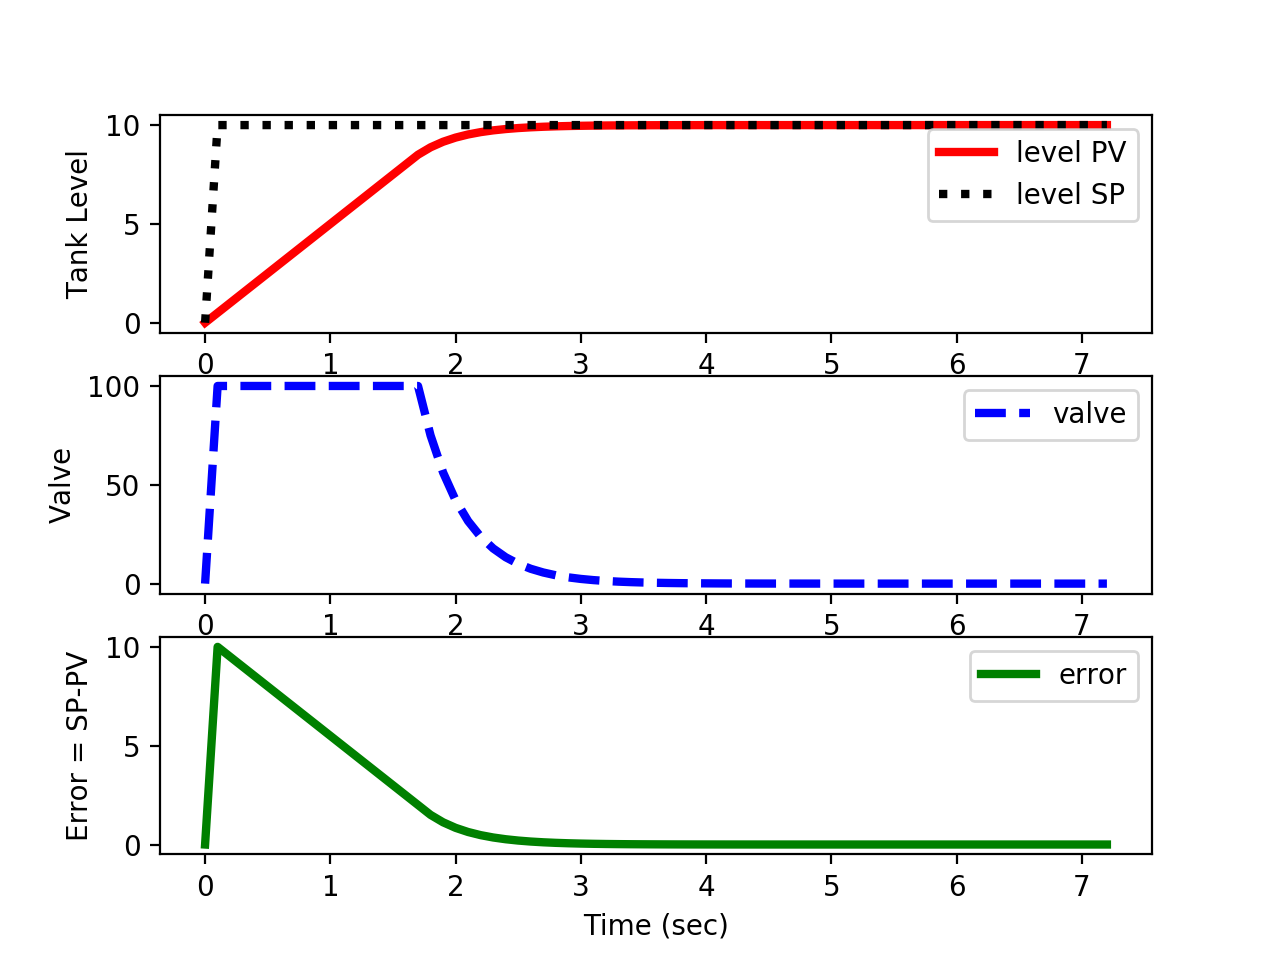 Tank Level
10
5
0
level PV
level SP
0 1 2 3 4 5 6 7
Valve
100
50
0
valve
0 1 2 3 4 5 6 7
Error = SP-PV
10
5
0
error
0 1 2 3 4 5 6 7
Time (sec)